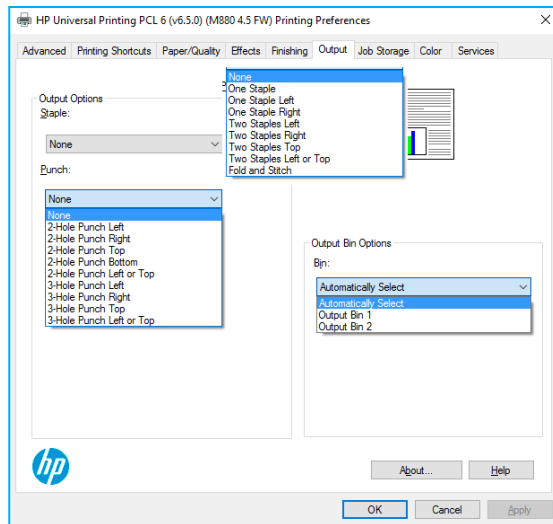 HP Universal Printing PCL 6 (v6.5.0) (M880 4.5 FW) Printing Preferences
Advanced Printing Shortcuts Paper/Quality Effects Finishing Output Job Storage Color Services
Output Options
Staple:
None
None
One Staple
One Staple Left
One Staple Right
Two Staples Left
Two Staples Right
Two Staples Top
Two Staples Left or Top
Fold and Stitch
Punch:
None
None
2-Hole Punch Left
2-Hole Punch Right
2-Hole Punch Top
2-Hole Punch Bottom
2-Hole Punch Left or Top
3-Hole Punch Left
3-Hole Punch Right
3-Hole Punch Top
3-Hole Punch Left or Top
Output Bin Options
Bin:
Automatically Select
Automatically Select
Output Bin 1
Output Bin 2
hp
About... Help
OK Cancel Apply